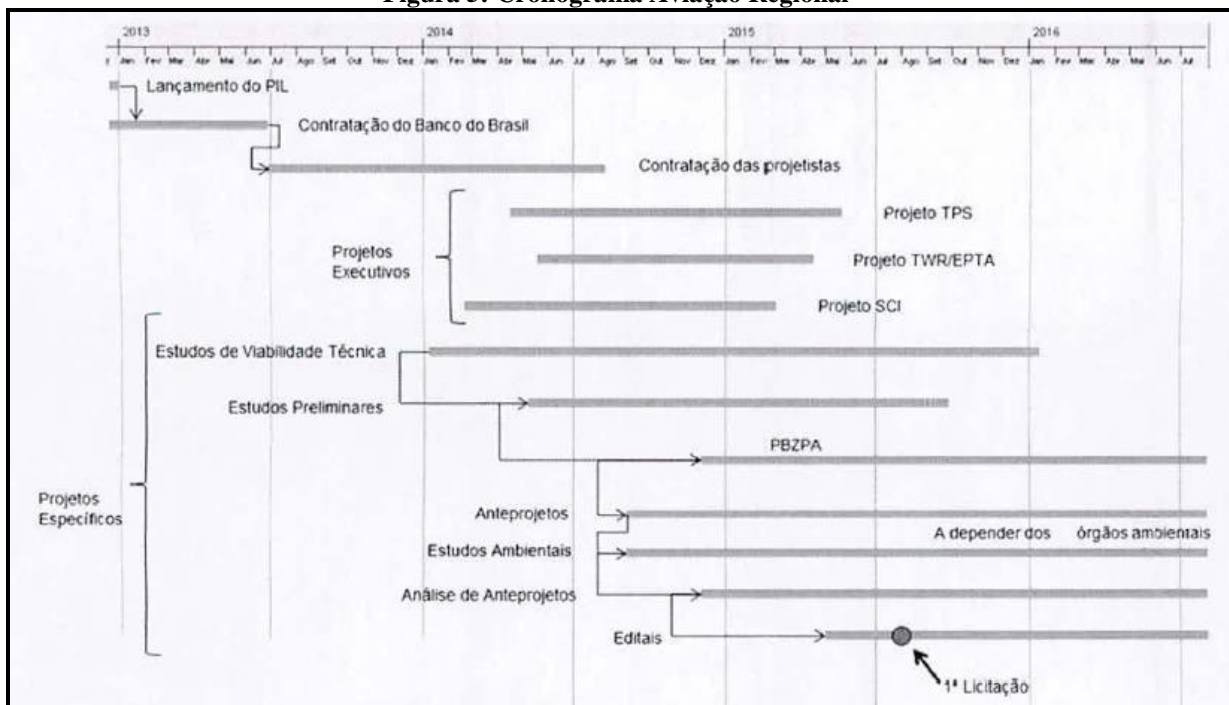 Figura 3: Cronograma Aviação Regional
2013 2014 2015 2016
Jan Fev Mar Abr Mai Jun Jul Ago Set Out Nov Dez Jan Fev Mar Abr Mai Jun Jul Ago Set Out Nov Dez Jan Fev Mar Abr Mai Jun Jul Ago Set Out Nov Dez Jan Fev Mar Abr Mai Jun Jul
Lançamento do PIL
Contratação do Banco do Brasil
Contratação das projetistas
Projeto TPS
Projetos
Executivos
Projeto TWR/EPTA
Projeto SCI
Estudos de Viabilidade Técnica
Estudos Preliminares
PBZPA
Projetos
Específicos
Anteprojetos
A depender dos órgãos ambientais
Estudos Ambientais
Análise de Anteprojetos
Editais
1ª Licitação